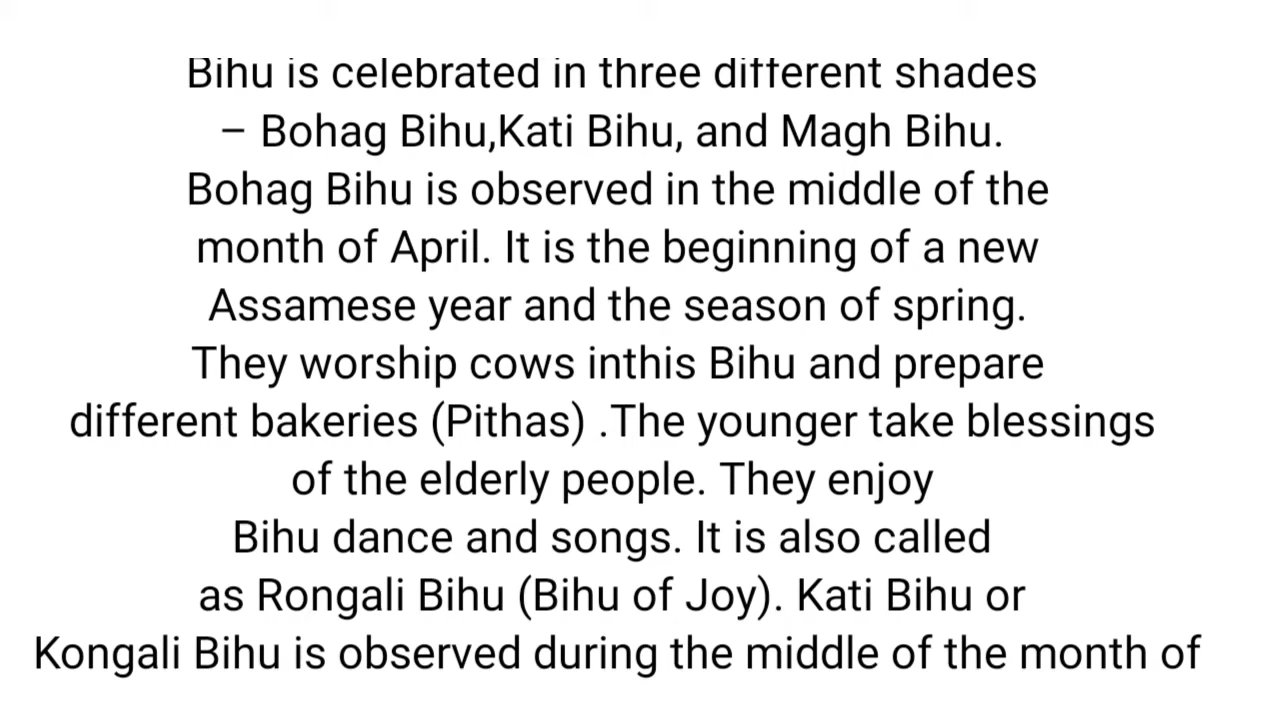 Bihu is celebrated in three different shades
– Bohag Bihu,Kati Bihu, and Magh Bihu.
Bohag Bihu is observed in the middle of the
month of April. It is the beginning of a new
Assamese year and the season of spring.
They worship cows inthis Bihu and prepare
different bakeries (Pithas) .The younger take blessings
of the elderly people. They enjoy
Bihu dance and songs. It is also called
as Rongali Bihu (Bihu of Joy). Kati Bihu or
Kongali Bihu is observed during the middle of the month of